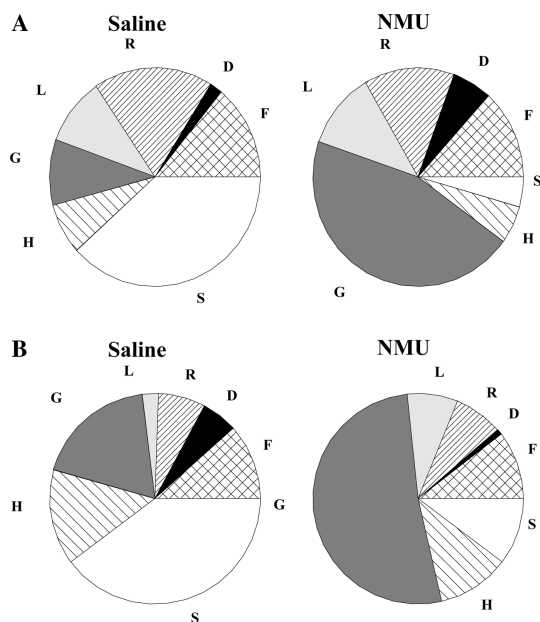 A Saline NMU
R R
D D
L L
F F
G S
H H
S G
B Saline NMU
L L
G R R
D D
F F
H G S
S H